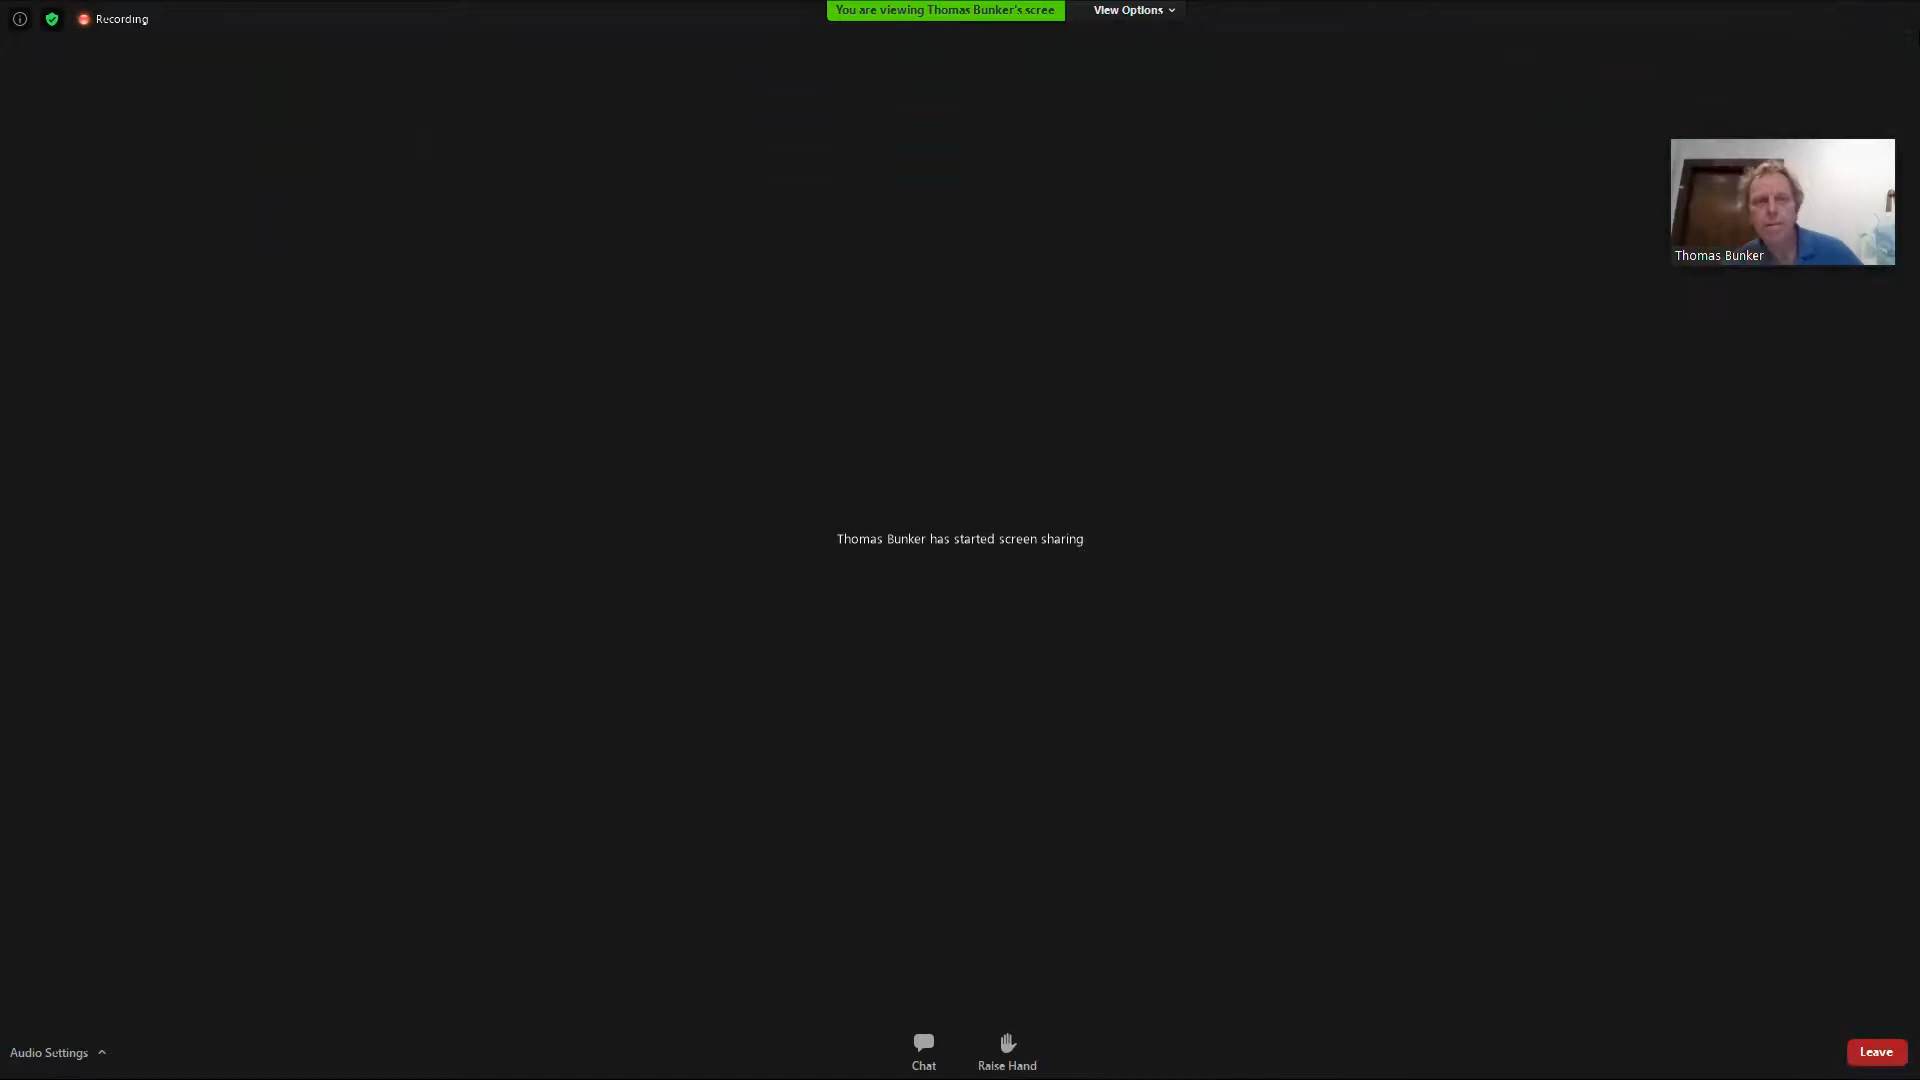 Recording
You are viewing Thomas Bunker's scree
View Options
Thomas Bunker
Thomas Bunker has started screen sharing
Audio Settings
Chat
Raise Hand
Leave